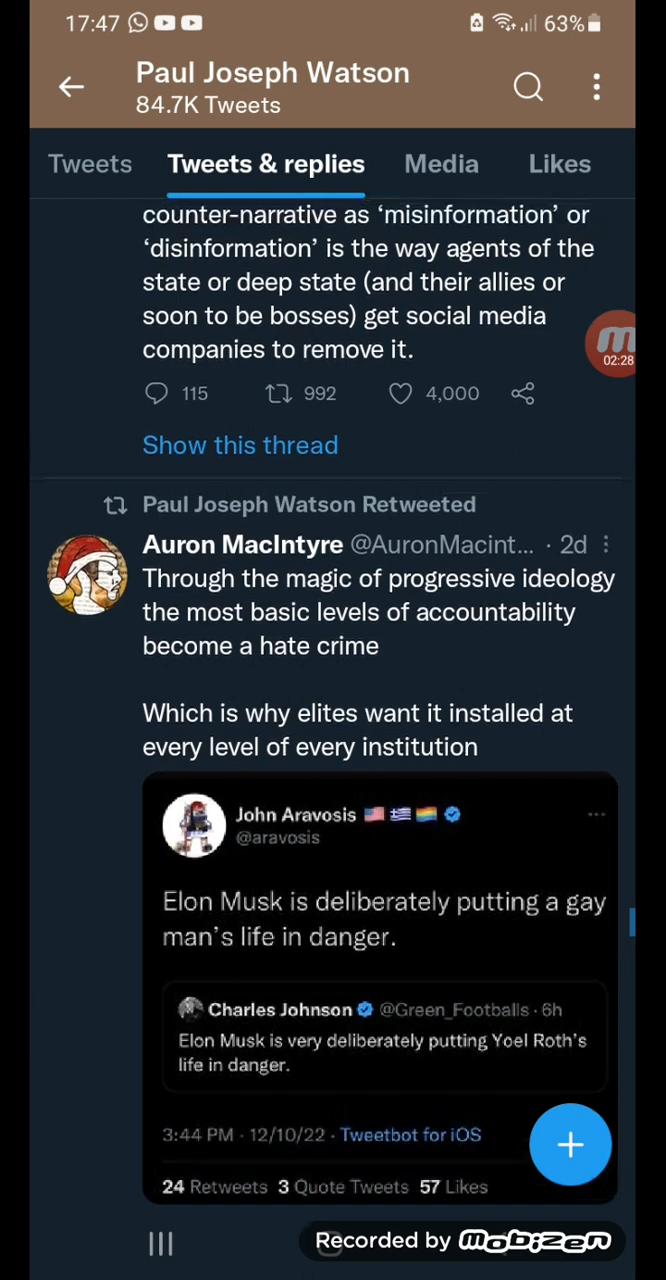 17:47 63%
Paul Joseph Watson
84.7K Tweets
Tweets Tweets & replies Media Likes
counter-narrative as ‘misinformation’ or
‘disinformation’ is the way agents of the
state or deep state (and their allies or
soon to be bosses) get social media
companies to remove it.
m
02:28
115 992 4,000
Show this thread
Paul Joseph Watson Retweeted
Auron MacIntyre @AuronMacint... · 2d
Through the magic of progressive ideology
the most basic levels of accountability
become a hate crime
Which is why elites want it installed at
every level of every institution
John Aravosis
@aravosis
Elon Musk is deliberately putting a gay
man's life in danger.
Charles Johnson @Green_Footballs · 6h
Elon Musk is very deliberately putting Yoel Roth's
life in danger.
3:44 PM · 12/10/22 · Tweetbot for iOS
24 Retweets 3 Quote Tweets 57 Likes
Recorded by mobizen